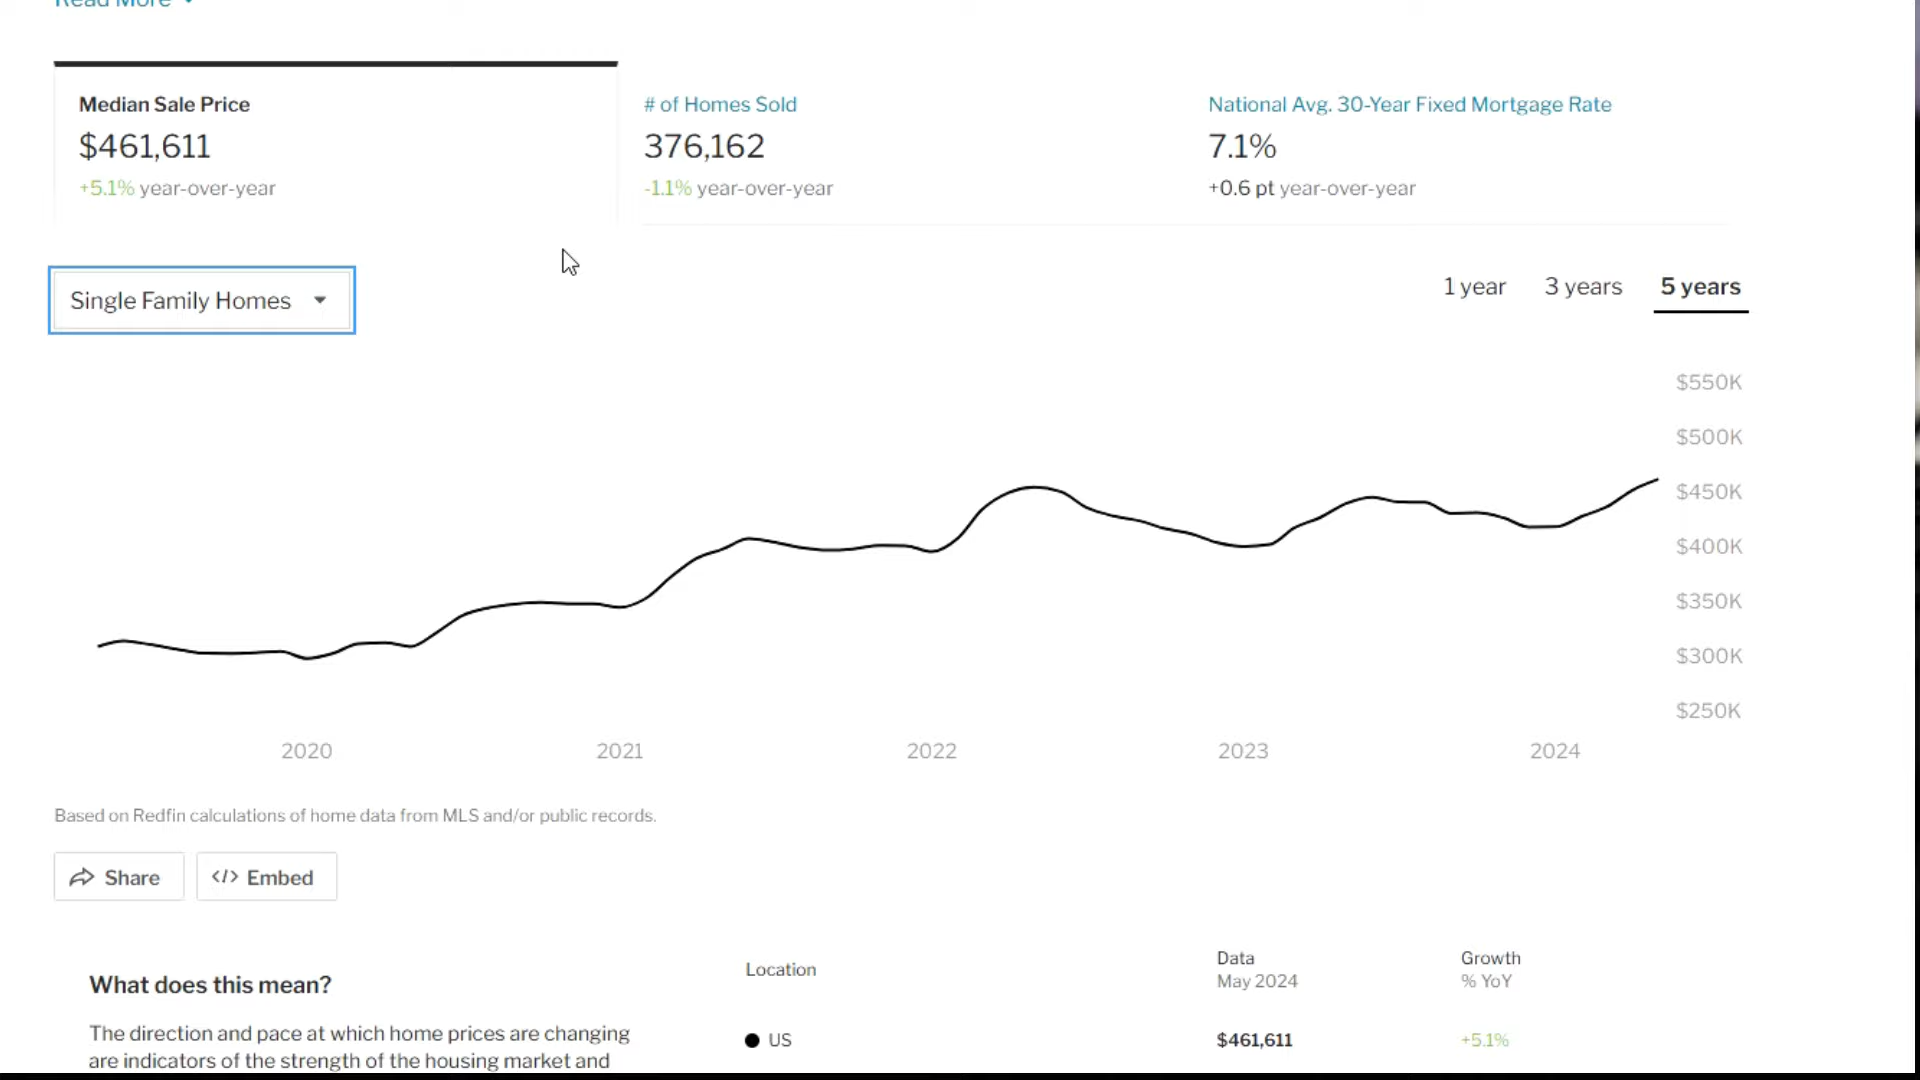 Read More
Median Sale Price
$461,611
+5.1% year-over-year
# of Homes Sold
376,162
-1.1% year-over-year
National Avg. 30-Year Fixed Mortgage Rate
7.1%
+0.6 pt year-over-year
Single Family Homes
1 year 3 years 5 years
$550K
$500K
$450K
$400K
$350K
$300K
$250K
2020 2021 2022 2023 2024
Based on Redfin calculations of home data from MLS and/or public records.
Share
</> Embed
What does this mean?
The direction and pace at which home prices are changing
are indicators of the strength of the housing market and
Location
Data
May 2024
Growth
% YoY
US $461,611 +5.1%